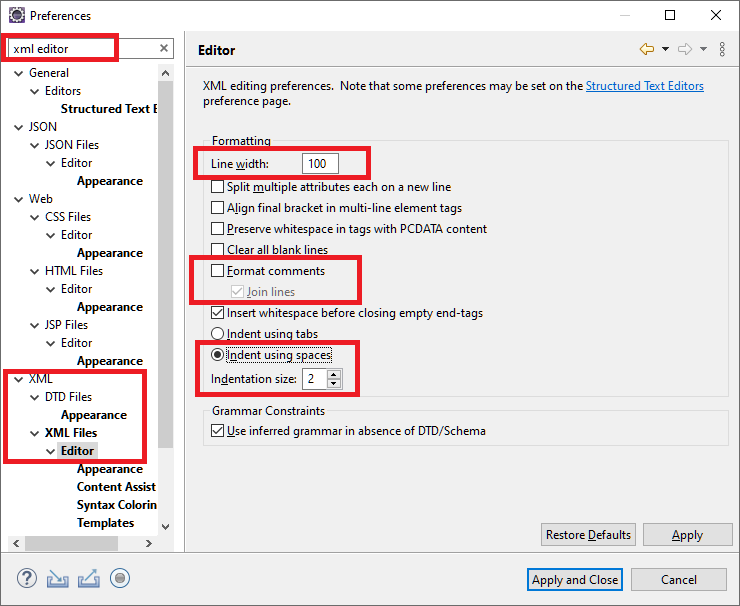 Preferences
xml editor
General
Editors
Structured Text E
JSON
JSON Files
Editor
Appearance
Web
CSS Files
Editor
Appearance
HTML Files
Editor
Appearance
JSP Files
Editor
Appearance
XML
DTD Files
Appearance
XML Files
Editor
Appearance
Content Assist
Syntax Colorin
Templates
Editor
XML editing preferences.  Note that some preferences may be set on the Structured Text Editors
preference page.
Formatting
Line width: 100
Split multiple attributes each on a new line
Align final bracket in multi-line element tags
Preserve whitespace in tags with PCDATA content
Clear all blank lines
Format comments
Join lines
Insert whitespace before closing empty end-tags
Indent using tabs
Indent using spaces
Indentation size: 2
Grammar Constraints
Use inferred grammar in absence of DTD/Schema
Restore Defaults Apply
Apply and Close Cancel